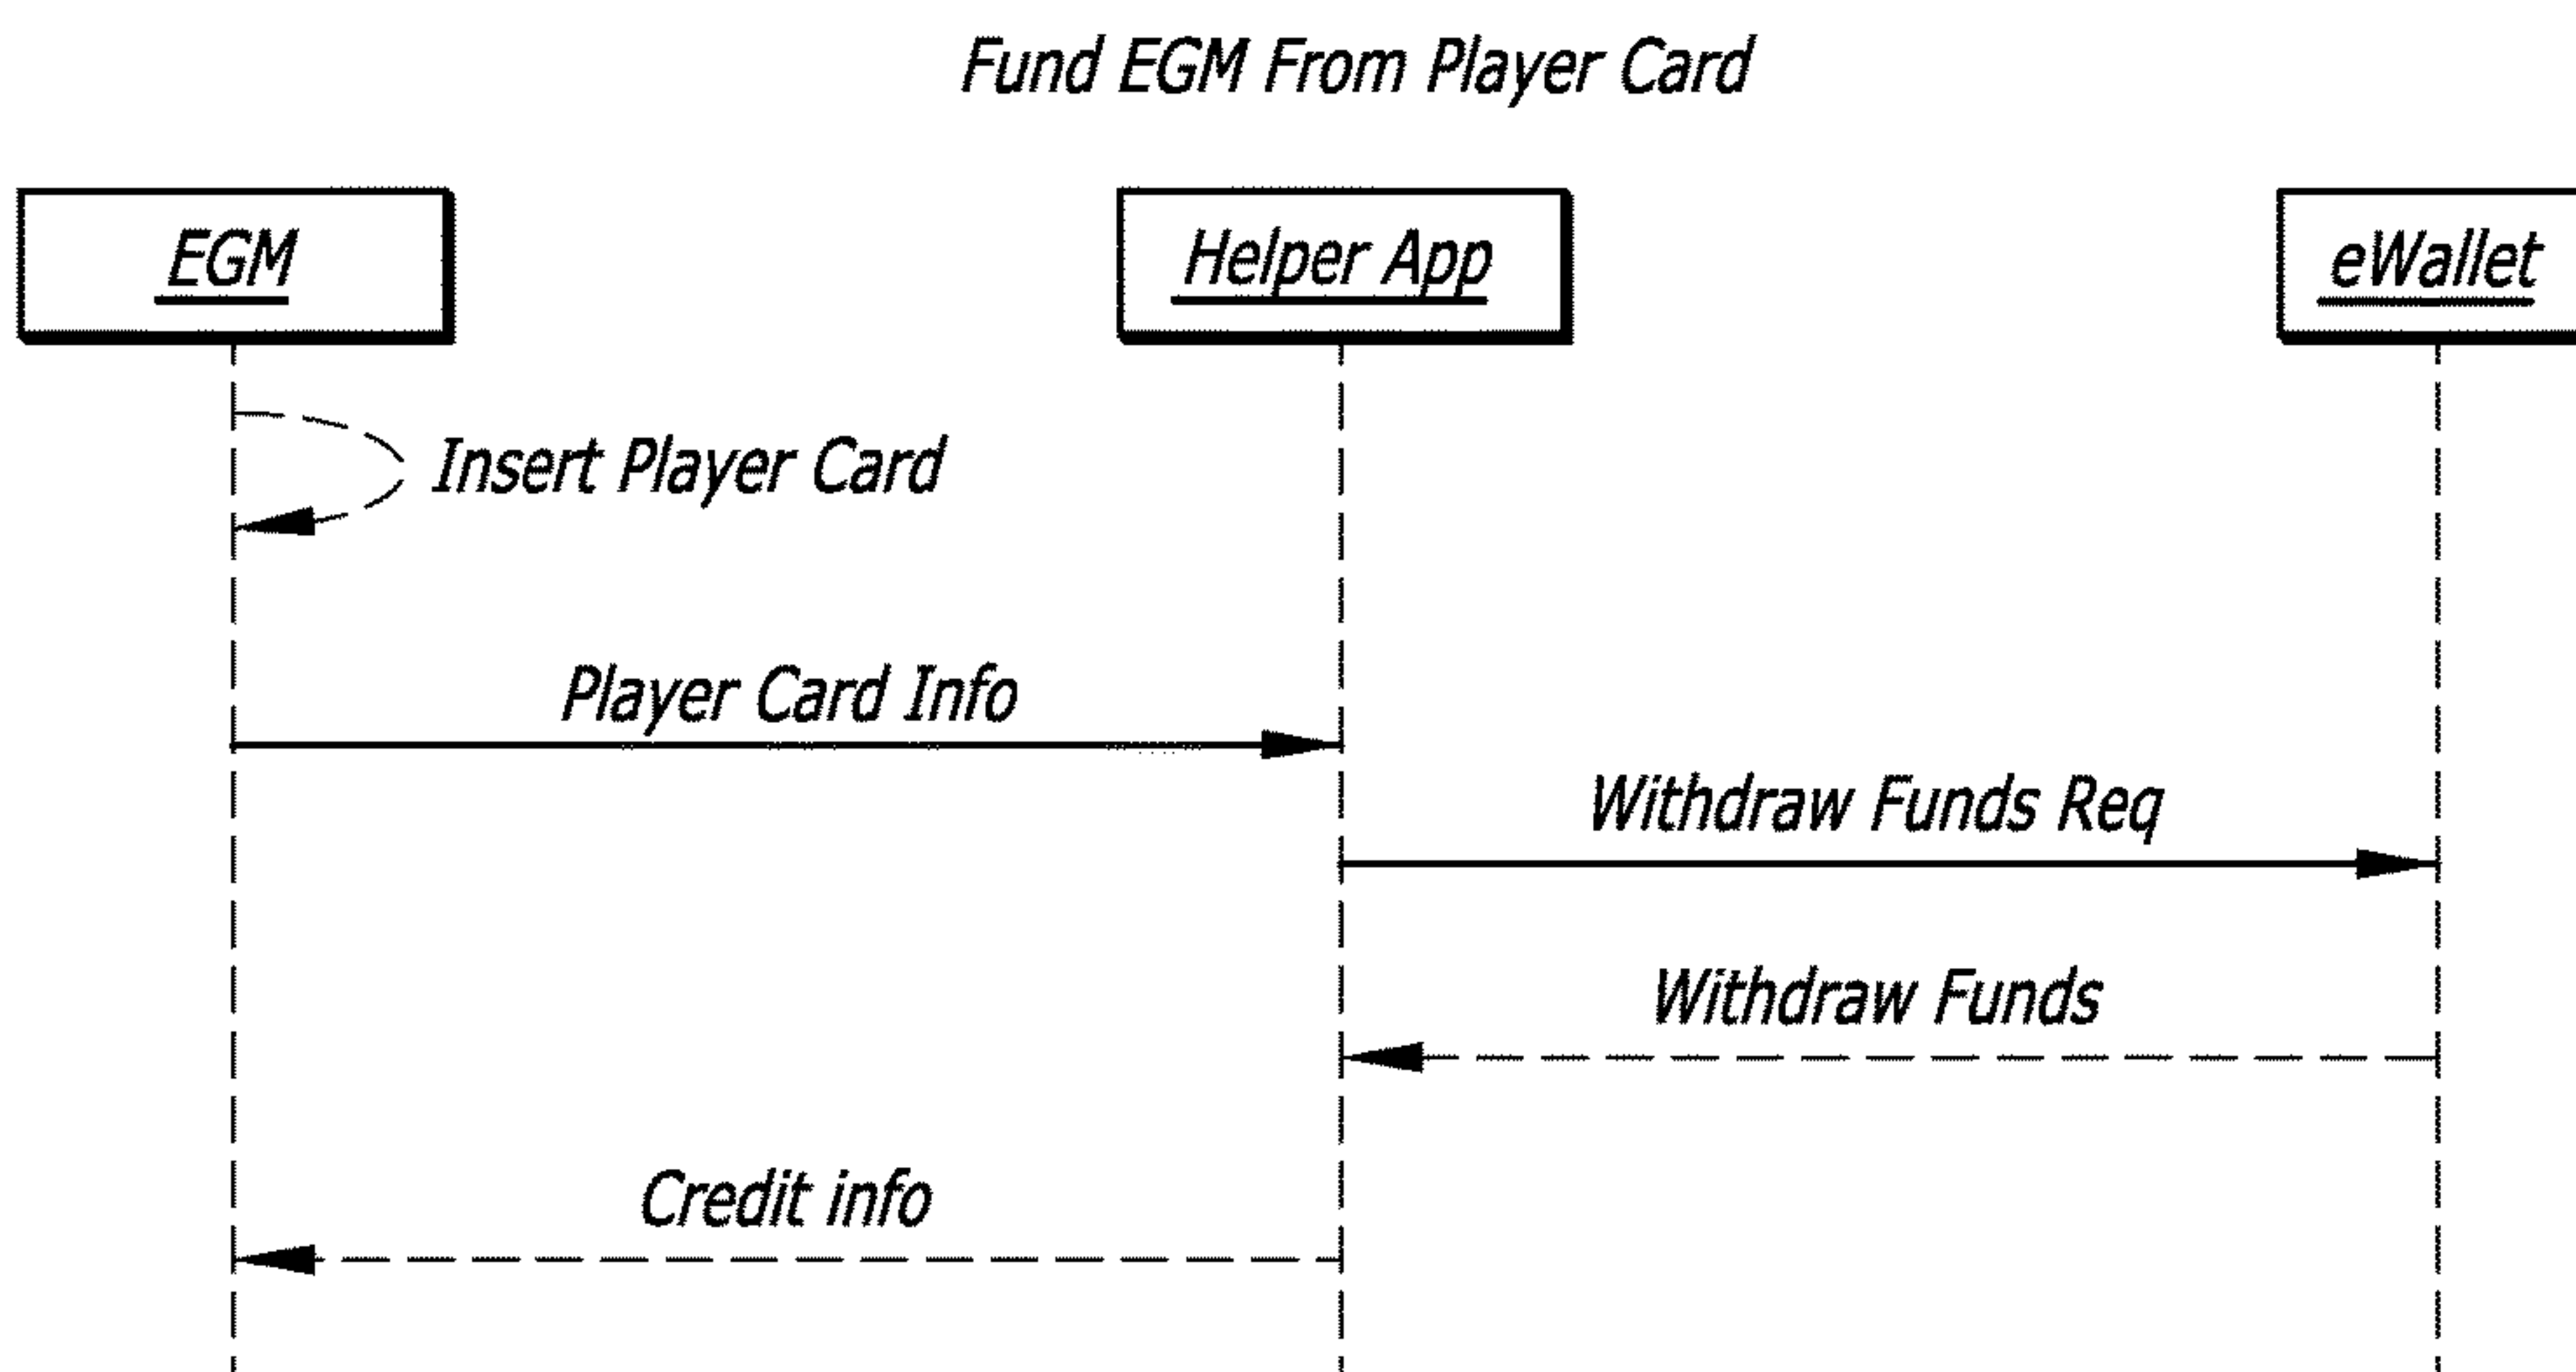 Fund EGM From Player Card
EGM
Helper App
eWallet
Insert Player Card
Player Card Info
Withdraw Funds Req
Withdraw Funds
Credit info